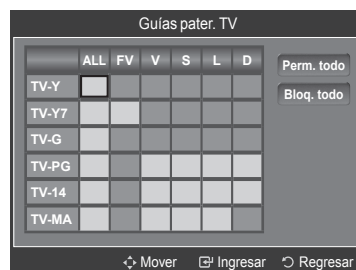 Guías pater. TV
ALL FV V S L D
Perm. todo
TV-Y
Bloq. todo
TV-Y7
TV-G
TV-PG
TV-14
TV-MA
Mover Ingresar Regresar